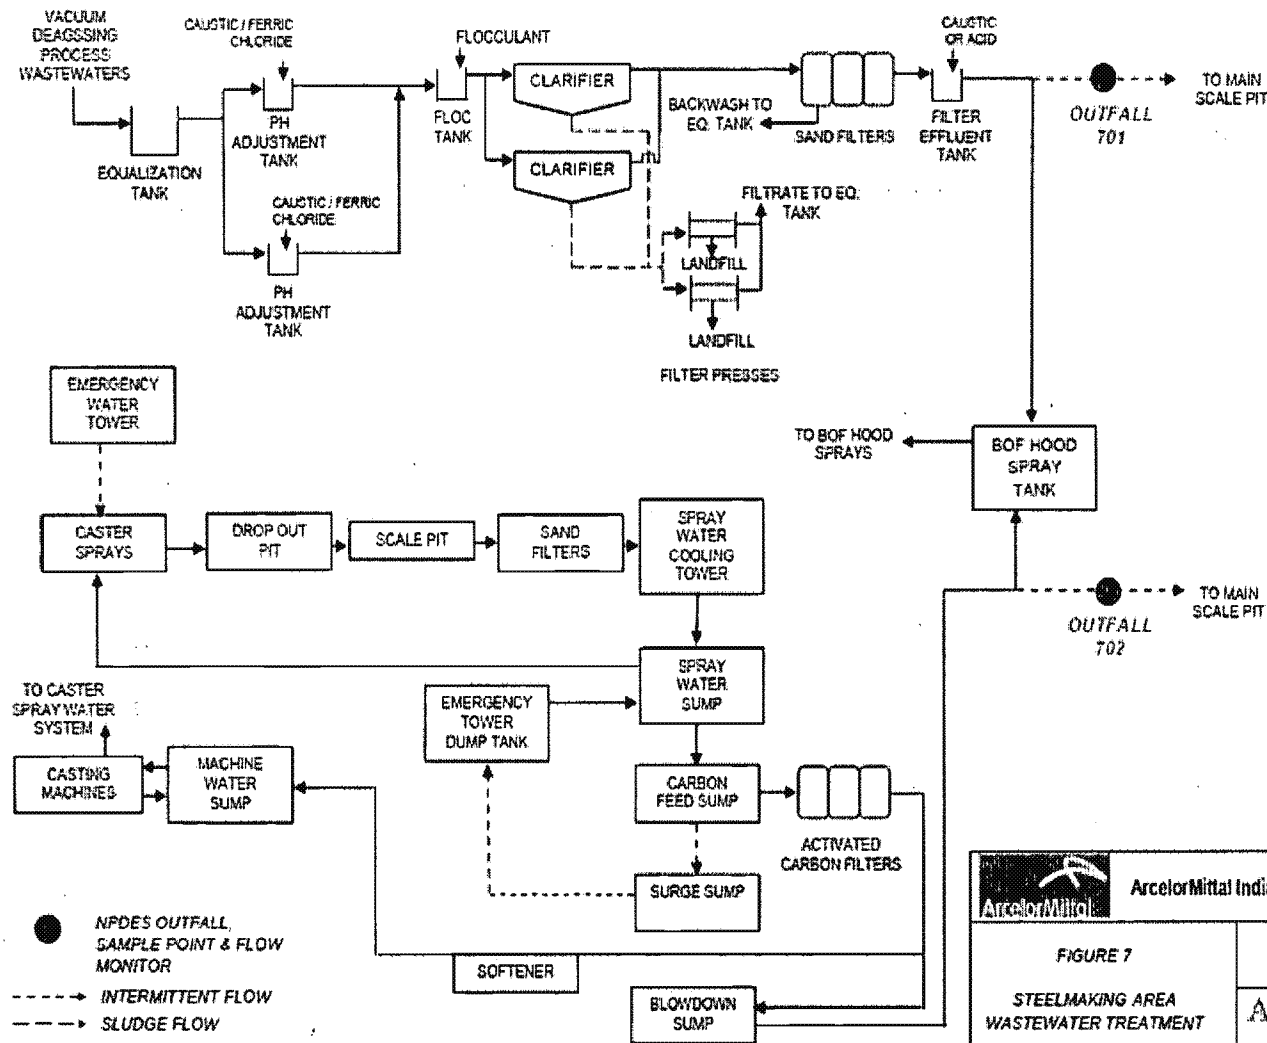 VACUUM
DEAGSSING
PROCESS
WASTEWATERS
CAUSTIC / FERRIC
CHLORIDE
FLOCCULANT
CAUSTIC
OR ACID
CLARIFIER
TO MAIN
SCALE PIT
OUTFALL
701
BACKWASH TO
EQ. TANK
SAND FILTERS
FILTER
EFFLUENT
TANK
PH
ADJUSTMENT
TANK
FLOC
TANK
EQUALIZATION
TANK
CLARIFIER
CAUSTIC / FERRIC
CHLORIDE
FILTRATE TO EQ.
TANK
LANDFILL
PH
ADJUSTMENT
TANK
LANDFILL
FILTER PRESSES
EMERGENCY
WATER
TOWER
TO BOF HOOD
SPRAYS
BOF HOOD
SPRAY
TANK
CASTER
SPRAYS
DROP OUT
PIT
SCALE PIT
SAND
FILTERS
SPRAY
WATER
COOLING
TOWER
TO MAIN
SCALE PIT
OUTFALL
702
SPRAY
WATER
SUMP
TO CASTER
SPRAY WATER
SYSTEM
EMERGENCY
TOWER
DUMP TANK
CASTING
MACHINES
MACHINE
WATER
SUMP
CARBON
FEED SUMP
ACTIVATED
CARBON FILTERS
SURGE SUMP
SOFTENER
BLOWDOWN
SUMP
NPDES OUTFALL,
SAMPLE POINT & FLOW
MONITOR
INTERMITTENT FLOW
SLUDGE FLOW
ArcelorMittal
ArcelorMittal India
FIGURE 7
STEELMAKING AREA
WASTEWATER TREATMENT
A